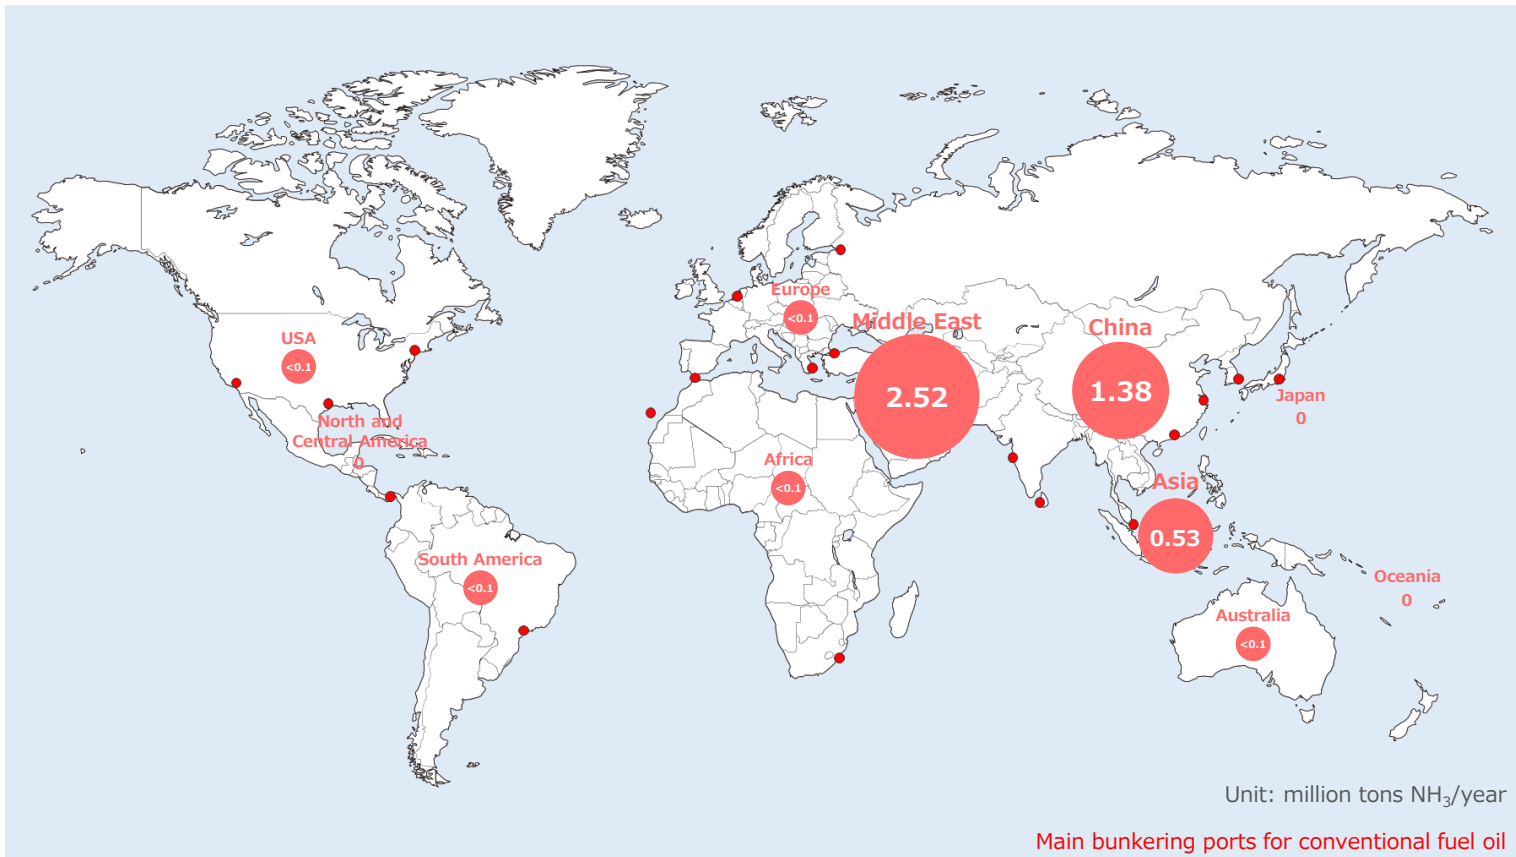 Europe
<0.1
Middle East
2.52
China
1.38
USA
<0.1
Japan
0
North and
Central America
0
Africa
<0.1
Asia
0.53
South America
<0.1
Oceania
0
Australia
<0.1
Unit: million tons NH₃/year
Main bunkering ports for conventional fuel oil